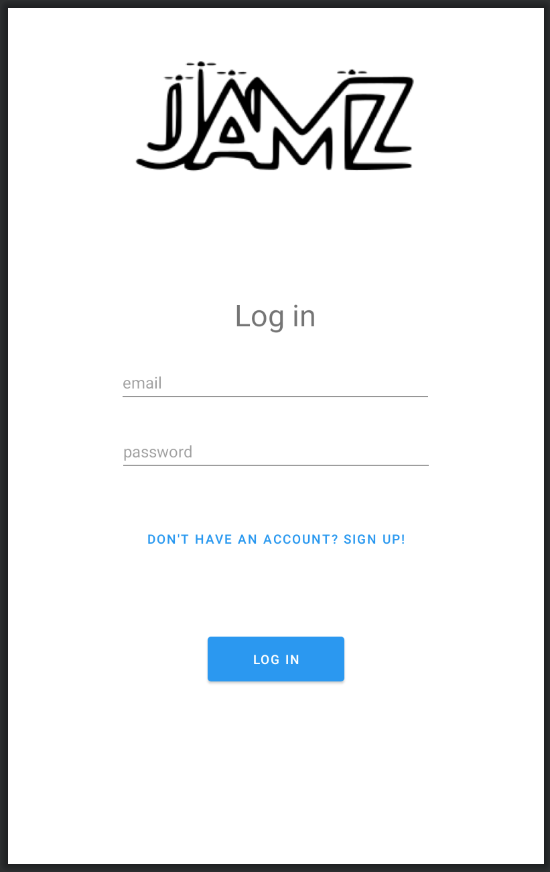 JAMZ
Log in
email
password
DON'T HAVE AN ACCOUNT? SIGN UP!
LOG IN